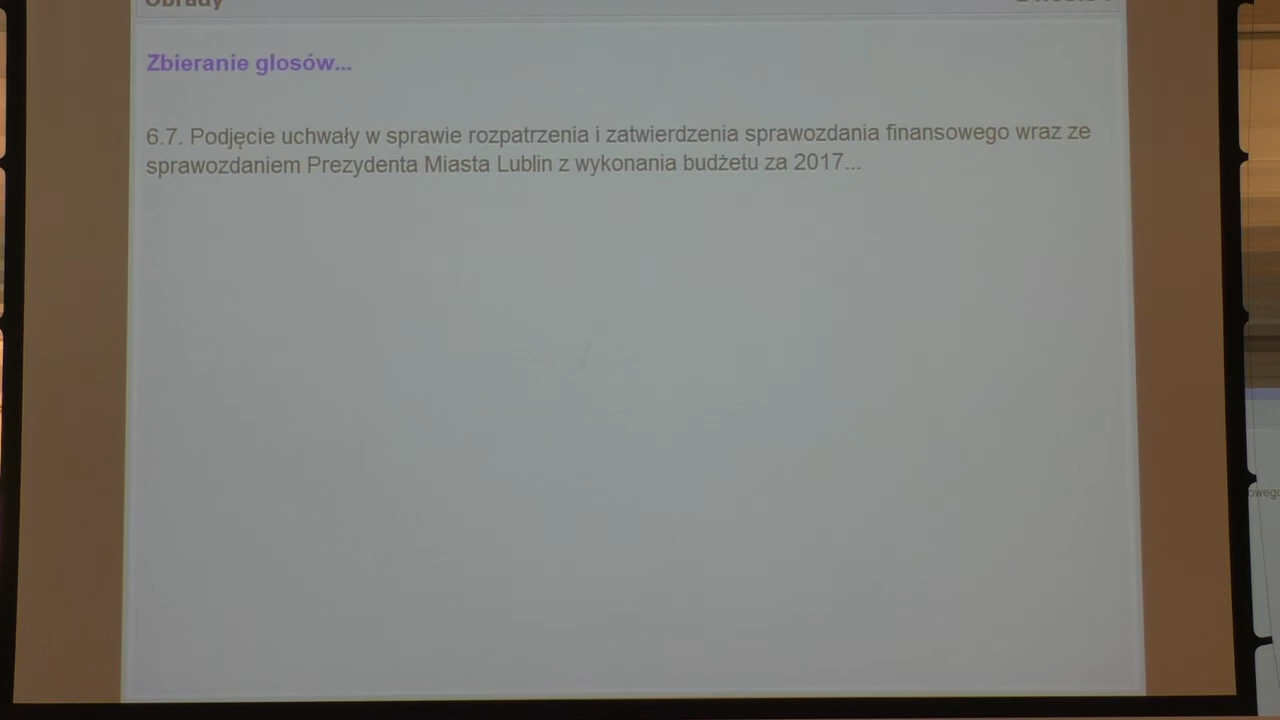 Obrady
Zbieranie glosów...
6.7. Podjęcie uchwały w sprawie rozpatrzenia i zatwierdzenia sprawozdania finansowego wraz ze
sprawozdaniem Prezydenta Miasta Lublin z wykonania budżetu za 2017...